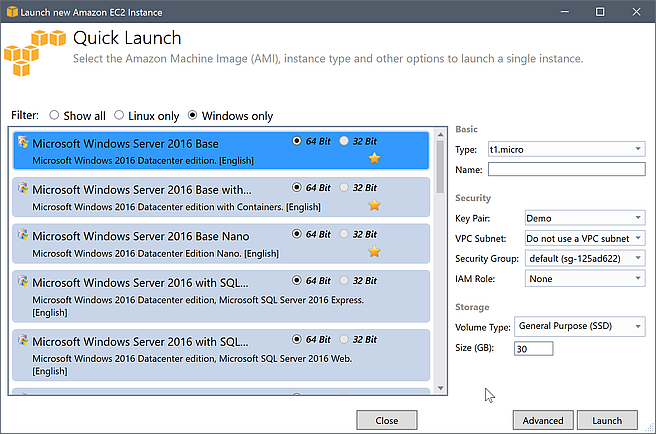 Launch new Amazon EC2 Instance
Quick Launch
Select the Amazon Machine Image (AMI), instance type and other options to launch a single instance.
Filter: Show all Linux only Windows only
Microsoft Windows Server 2016 Base 64 Bit 32 Bit
Microsoft Windows 2016 Datacenter edition. [English]
Microsoft Windows Server 2016 Base with... 64 Bit 32 Bit
Microsoft Windows 2016 Datacenter edition with Containers. [English]
Microsoft Windows Server 2016 Base Nano 64 Bit 32 Bit
Microsoft Windows 2016 Datacenter Edition Nano. [English]
Microsoft Windows Server 2016 with SQL... 64 Bit 32 Bit
Microsoft Windows 2016 Datacenter edition, Microsoft SQL Server 2016 Express.
[English]
Microsoft Windows Server 2016 with SQL... 64 Bit 32 Bit
Microsoft Windows 2016 Datacenter edition, Microsoft SQL Server 2016 Web.
[English]
Basic
Type: t1.micro
Name:
Security
Key Pair: Demo
VPC Subnet: Do not use a VPC subnet
Security Group: default (sg-125ad622)
IAM Role: None
Storage
Volume Type: General Purpose (SSD)
Size (GB): 30
Close
Advanced
Launch